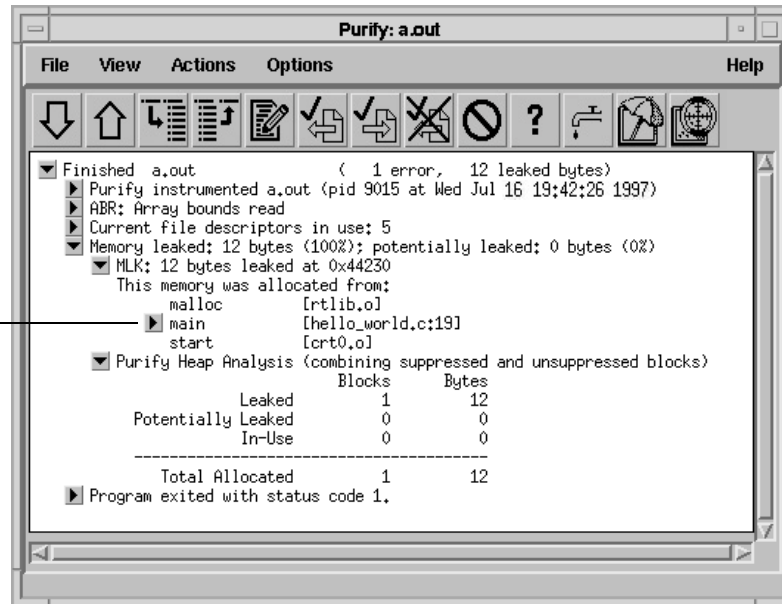 Purify: a.out
File View Actions Options Help
?
Finished a.out ( 1 error, 12 leaked bytes)
Purify instrumented a.out (pid 9015 at Wed Jul 16 19:42:26 1997)
ABR: Array bounds read
Current file descriptors in use: 5
Memory leaked: 12 bytes (100%); potentially leaked: 0 bytes (0%)
MLK: 12 bytes leaked at 0x44230
This memory was allocated from:
malloc [rtlib.o]
main [hello_world.c:19]
start [crt0.o]
Purify Heap Analysis (combining suppressed and unsuppressed blocks)
Blocks Bytes
Leaked 1 12
Potentially Leaked 0 0
In-Use 0 0
----------------------------------------
Total Allocated 1 12
Program exited with status code 1.